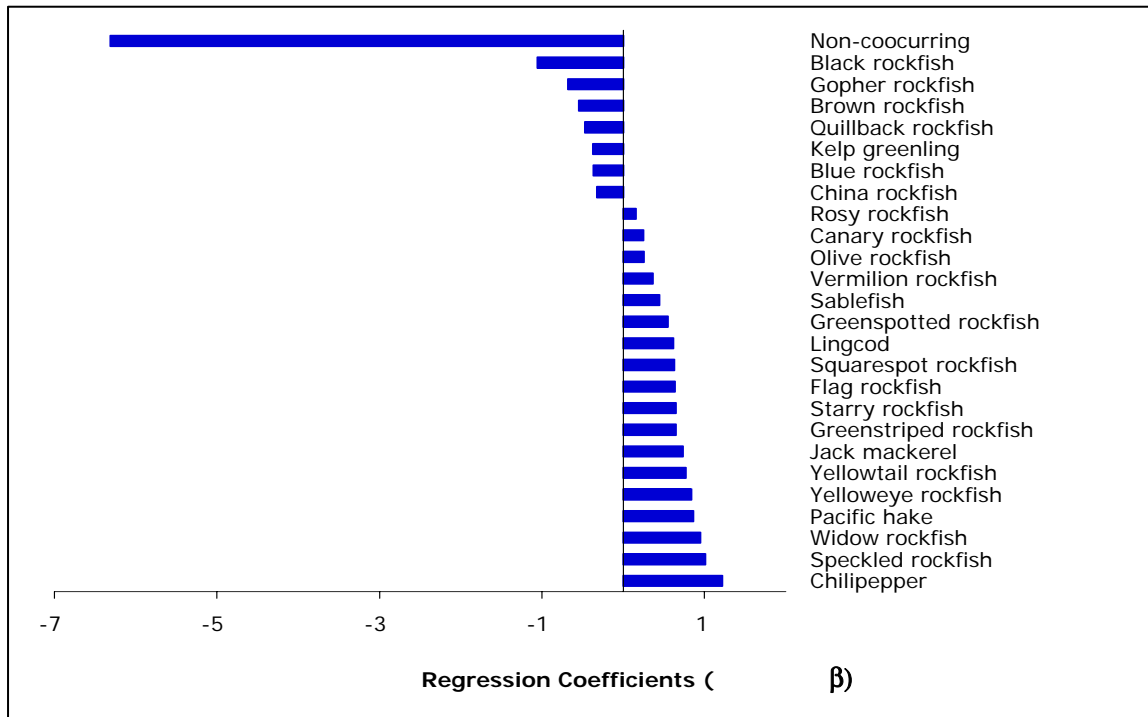 Non-coocurring
Black rockfish
Gopher rockfish
Brown rockfish
Quillback rockfish
Kelp greenling
Blue rockfish
China rockfish
Rosy rockfish
Canary rockfish
Olive rockfish
Vermilion rockfish
Sablefish
Greenspotted rockfish
Lingcod
Squarespot rockfish
Flag rockfish
Starry rockfish
Greenstriped rockfish
Jack mackerel
Yellowtail rockfish
Yelloweye rockfish
Pacific hake
Widow rockfish
Speckled rockfish
Chilipepper
-7 -5 -3 -1 1
Regression Coefficients ( β)